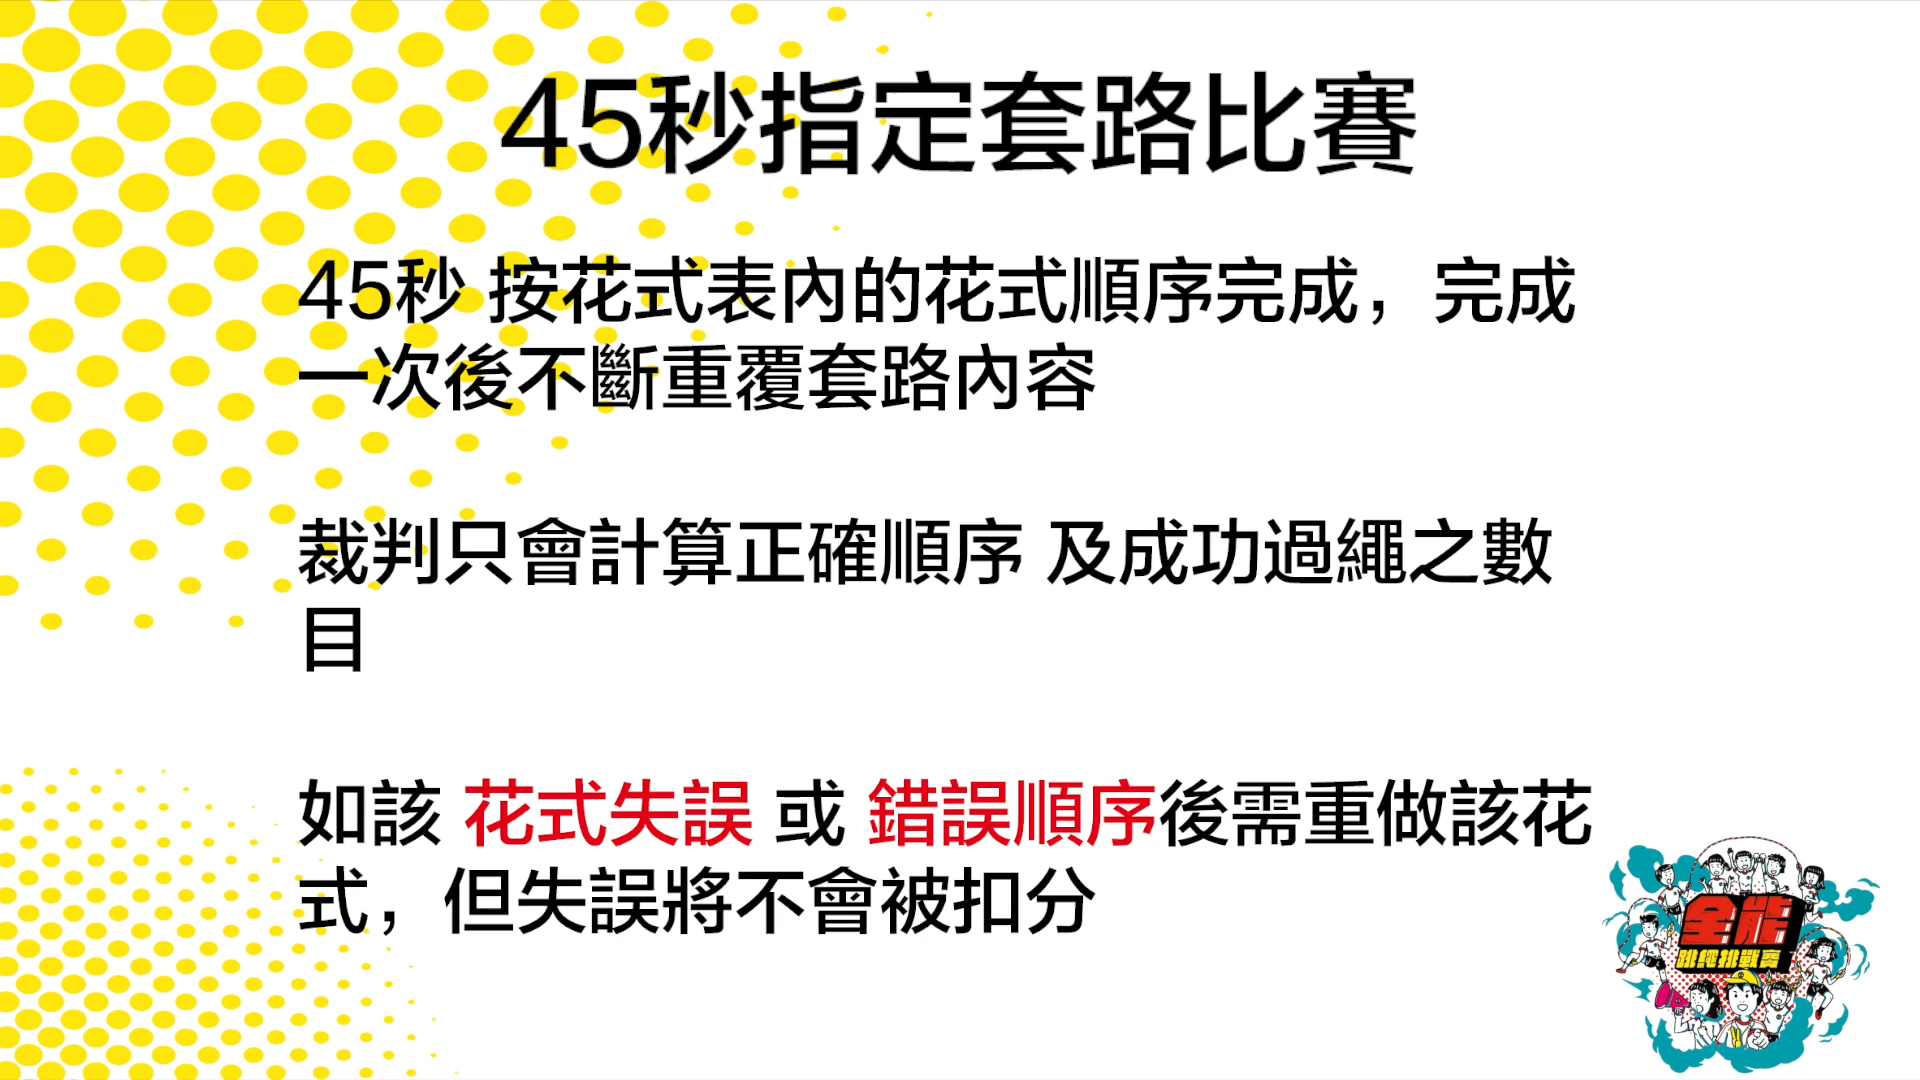 45秒指定套路比賽
45秒 按花式表內的花式順序完成，完成
一次後不斷重覆套路內容
裁判只會計算正確順序 及成功過繩之數
目
如該 花式失誤 或 錯誤順序後需重做該花
式，但失誤將不會被扣分
全能
跳繩挑戰賽